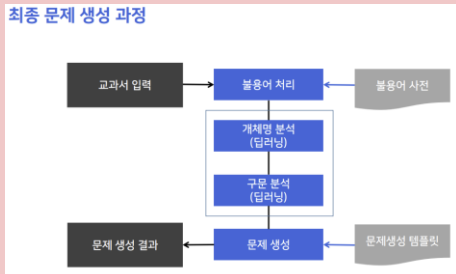 최종 문제 생성 과정
교과서 입력
불용어 처리
불용어 사전
개체명 분석
(딥러닝)
구문 분석
(딥러닝)
문제 생성 결과
문제 생성
문제생성 템플릿